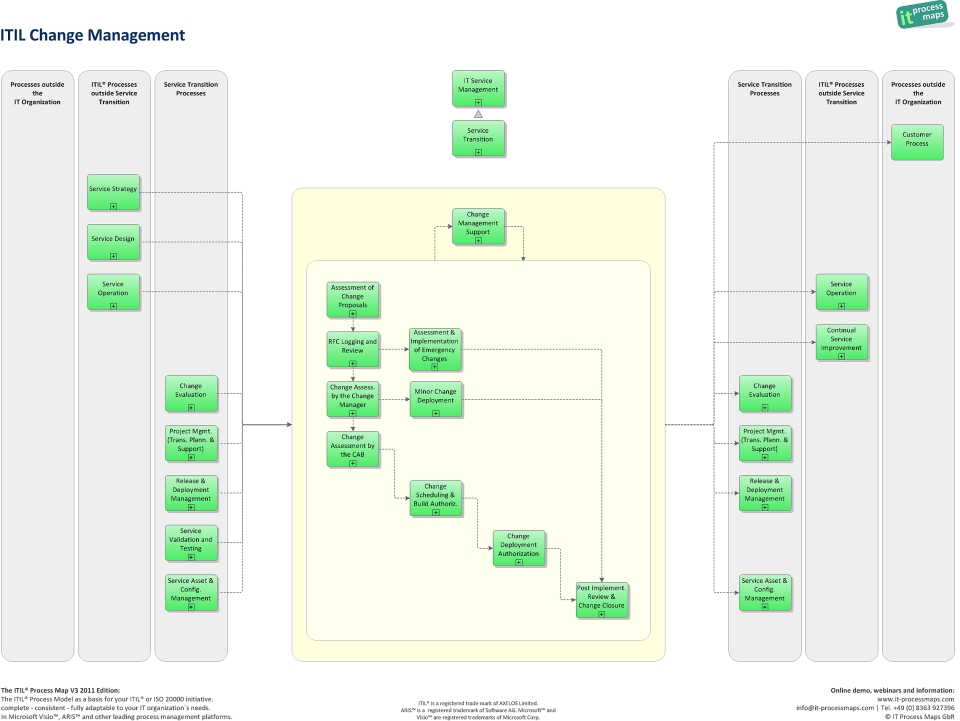 it process
maps
ITIL Change Management
Processes outside
the
IT Organization
ITIL® Processes
outside Service
Transition
Service Transition
Processes
IT Service
Management
Service
Transition
Service Transition
Processes
ITIL® Processes
outside Service
Transition
Processes outside
the
IT Organization
Customer
Process
Service Strategy
Service Design
Service
Operation
Change
Evaluation
Project Mgmt.
(Trans. Plann. &
Support)
Release &
Deployment
Management
Service
Validation and
Testing
Service Asset &
Config.
Management
Change
Management
Support
Assessment of
Change
Proposals
RFC Logging and
Review
Assessment &
Implementation
of Emergency
Changes
Change Assess.
by the Change
Manager
Minor Change
Deployment
Change
Assessment by
the CAB
Change
Scheduling &
Build Authoriz.
Change
Deployment
Authorization
Post Implement.
Review &
Change Closure
Service
Operation
Continual
Service
Improvement
Change
Evaluation
Project Mgmt.
(Trans. Plann. &
Support)
Release &
Deployment
Management
Service Asset &
Config.
Management
The ITIL® Process Map V3 2011 Edition:
The ITIL® Process Model as a basis for your ITIL® or ISO 20000 initiative.
complete - consistent - fully adaptable to your IT organization`s needs.
In Microsoft Visio™, ARIS™ and other leading process management platforms.
ITIL® is a registered trade mark of AXELOS Limited.
ARIS™ is a registered trademark of Software AG. Microsoft™ and
Visio™ are registered trademarks of Microsoft Corp.
Online demo, webinars and information:
www.it-processmaps.com
info@it-processmaps.com | Tel. +49 (0) 8363 927396
© IT Process Maps GbR